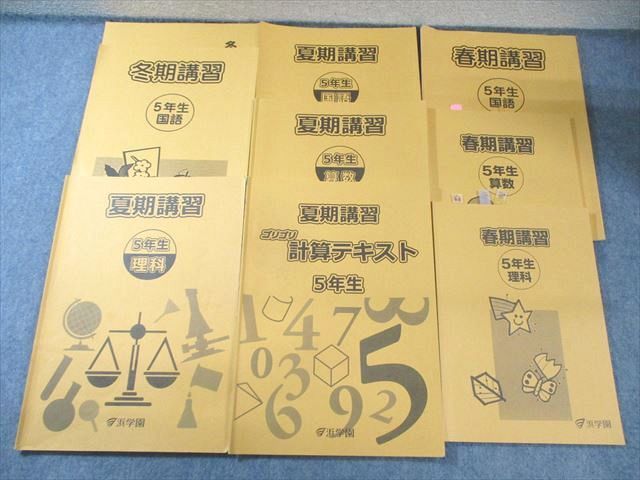 冬
冬期講習
5年生
国語
夏期講習
5年生
理科
浜学園
夏期講習
5年生
国語
夏期講習
5年生
算数
夏期講習
ゴリゴリ
計算テキスト
5年生
1 0 4 7 3
0 3 6 9 2 5
浜学園
春期講習
5年生
国語
春期講習
5年生
算数
春期講習
5年生
理科
浜学園